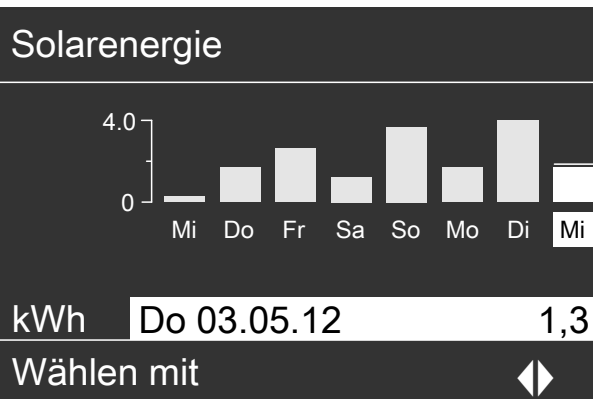 Solarenergie
4.0
0
Mi Do Fr Sa So Mo Di Mi
kWh Do 03.05.12 1,3
Wählen mit